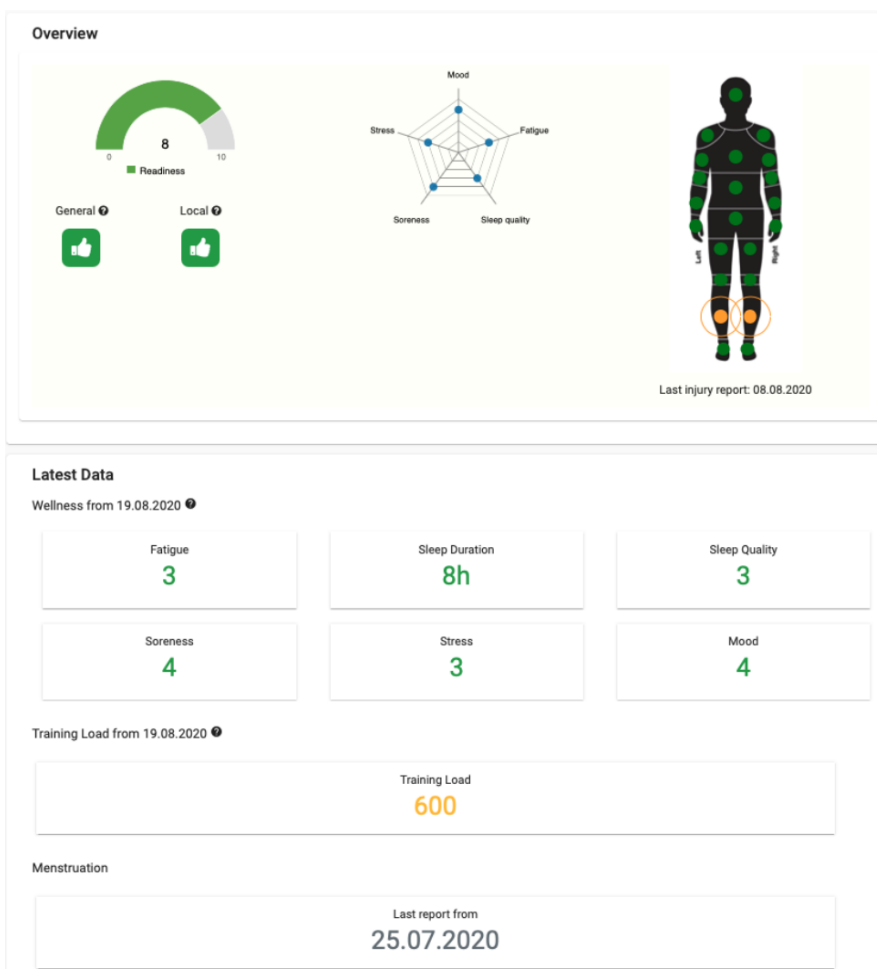 Overview
Mood
Stress
Fatigue
Soreness
Sleep quality
8
0
10
Readiness
General
Local
Left
Right
Last injury report: 08.08.2020
Latest Data
Wellness from 19.08.2020
Fatigue
3
Sleep Duration
8h
Sleep Quality
3
Soreness
4
Stress
3
Mood
4
Training Load from 19.08.2020
Training Load
600
Menstruation
Last report from
25.07.2020